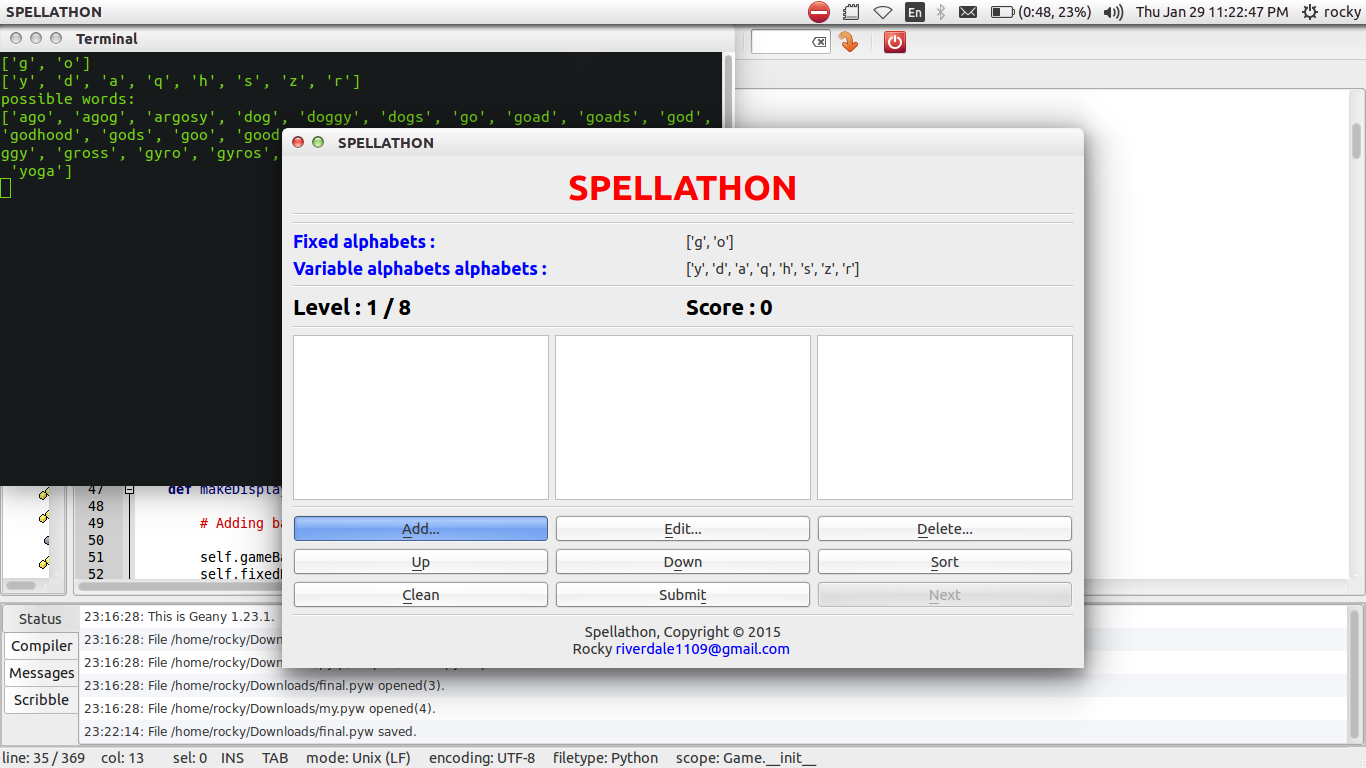 SPELLATHON
En
(0:48, 23%)
Thu Jan 29 11:22:47 PM
rocky
Terminal
['g', 'o']
['y', 'd', 'a', 'q', 'h', 's', 'z', 'r']
possible words:
['ago', 'agog', 'argosy', 'dog', 'doggy', 'dogs', 'go', 'goad', 'goads', 'god',
'godhood', 'gods', 'goo', 'good
ggy', 'gross', 'gyro', 'gyros',
'yoga']
SPELLATHON
SPELLATHON
Fixed alphabets :
['g', 'o']
Variable alphabets alphabets :
['y', 'd', 'a', 'q', 'h', 's', 'z', 'r']
Level : 1 / 8
Score : 0
Add...
Edit...
Delete...
Up
Down
Sort
Clean
Submit
Next
Spellathon, Copyright © 2015
Rocky riverdale1109@gmail.com
47 def makeDisplay
48
49 # Adding ba
50
51 self.gameBa
52 self.fixed
Status
Compiler
Messages
Scribble
23:16:28: This is Geany 1.23.1.
23:16:28: File /home/rocky/Down
23:16:28: File /home/rocky/Down
23:16:28: File /home/rocky/Downloads/final.pyw opened(3).
23:16:28: File /home/rocky/Downloads/my.pyw opened(4).
23:22:14: File /home/rocky/Downloads/final.pyw saved.
line: 35 / 369 col: 13 sel: 0 INS TAB mode: Unix (LF) encoding: UTF-8 filetype: Python scope: Game.__init__